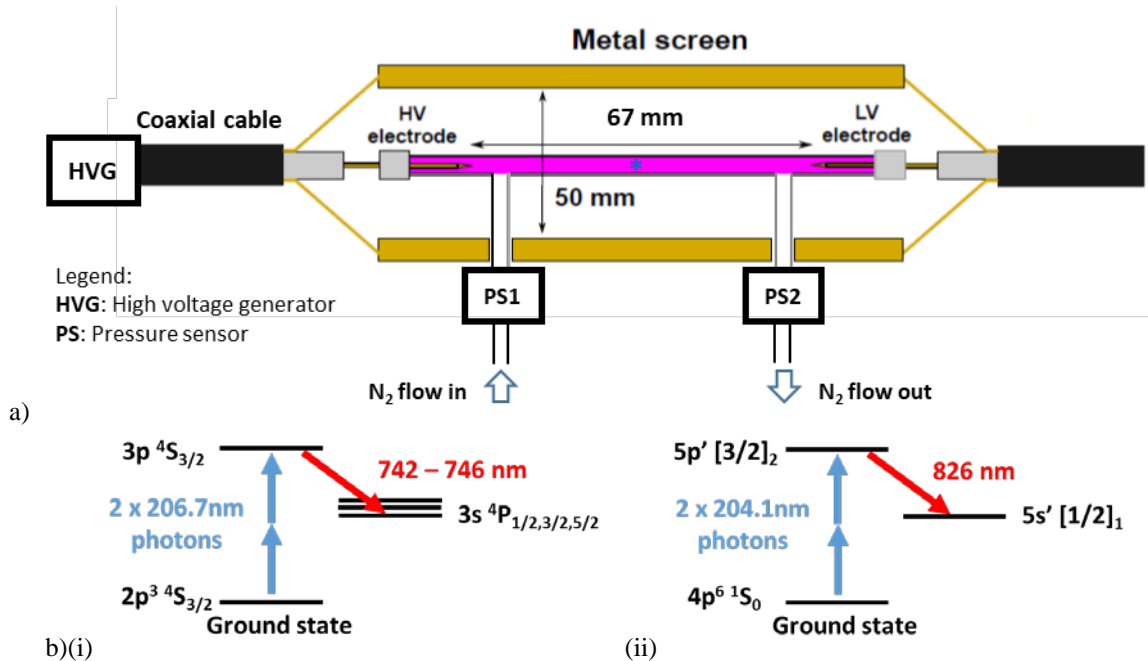 Metal screen
Coaxial cable
HV
electrode
67 mm
LV
electrode
HVG
*
50 mm
Legend:
HVG: High voltage generator
PS: Pressure sensor
PS1
PS2
N₂ flow in
N₂ flow out
a)
3p ⁴S₃/₂
742 – 746 nm
2 x 206.7nm
photons
3s ⁴P₁/₂,₃/₂,₅/₂
2p³ ⁴S₃/₂
Ground state
b)(i)
5p’ [3/2]₂
826 nm
2 x 204.1nm
photons
5s’ [1/2]₁
4p⁶ ¹S₀
Ground state
(ii)